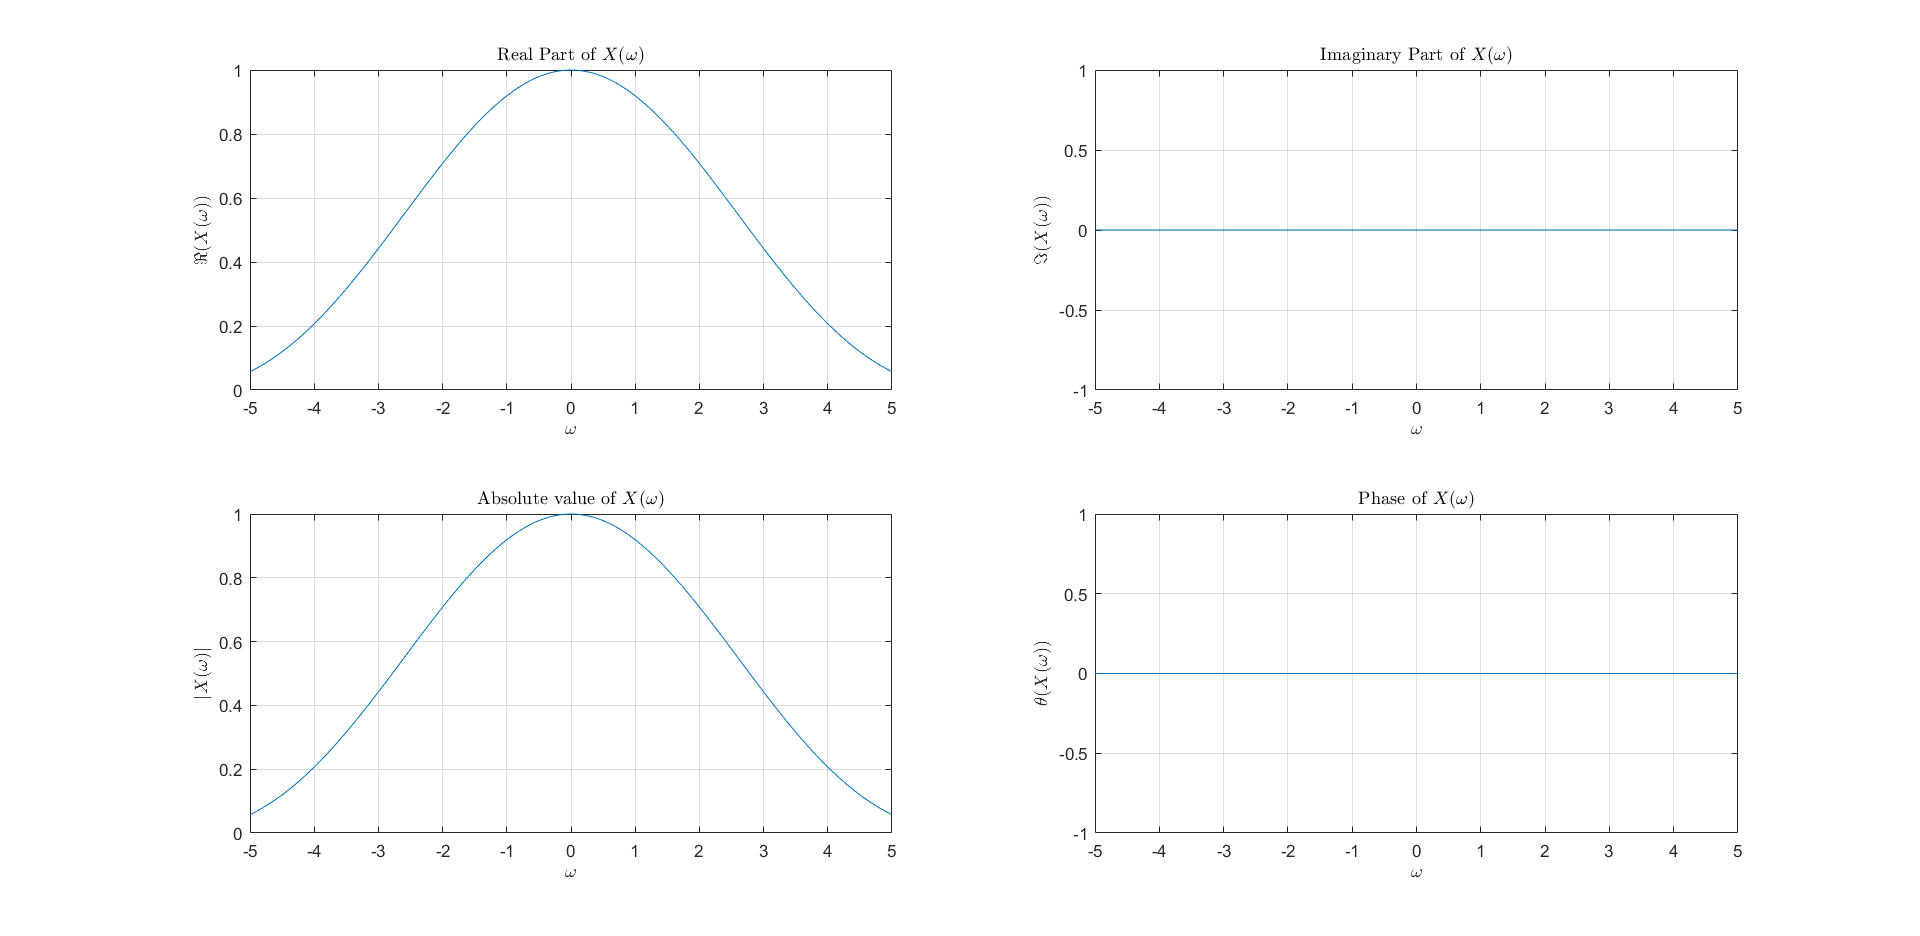 Real Part of X(ω)
ℜ(X(ω))
1
0.8
0.6
0.4
0.2
0
-5 -4 -3 -2 -1 0 1 2 3 4 5
ω
Imaginary Part of X(ω)
ℑ(X(ω))
1
0.5
0
-0.5
-1
-5 -4 -3 -2 -1 0 1 2 3 4 5
ω
Absolute value of X(ω)
|X(ω)|
1
0.8
0.6
0.4
0.2
0
-5 -4 -3 -2 -1 0 1 2 3 4 5
ω
Phase of X(ω)
θ(X(ω))
1
0.5
0
-0.5
-1
-5 -4 -3 -2 -1 0 1 2 3 4 5
ω